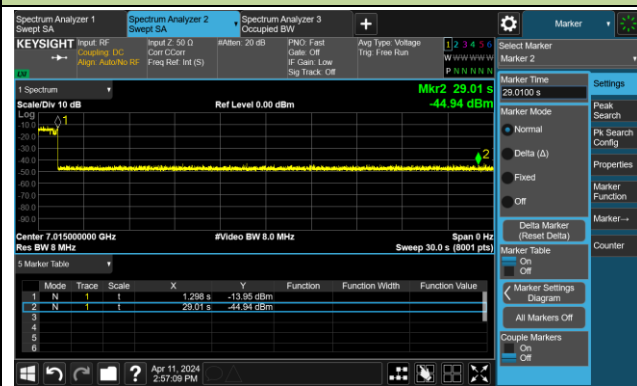 Spectrum Analyzer 1
Swept SA
Spectrum Analyzer 2
Swept SA
Spectrum Analyzer 3
Occupied BW
Marker
KEYSIGHT
Input: RF
Coupling: DC
Align: Auto/No RF
Input Z: 50 Ω
Corr CCorr
Freq Ref: Int (S)
#Atten: 20 dB
PNO: Fast
Gate: Off
IF Gain: Low
Sig Track: Off
Avg Type: Voltage
Trig: Free Run
1 2 3 4 5 6
W W W W W W
P N N N N N
LXI
Select Marker
Marker 2
1 Spectrum
Scale/Div 10 dB
Log
Ref Level 0.00 dBm
Mkr2 29.01 s
-44.94 dBm
-10.0
-20.0
-30.0
-40.0
-50.0
-60.0
-70.0
-80.0
-90.0
1
2
Center 7.015000000 GHz
Res BW 8 MHz
#Video BW 8.0 MHz
Span 0 Hz
Sweep 30.0 s (8001 pts)
5 Marker Table
Mode Trace Scale X Y Function Function Width Function Value
1 N 1 t 1.298 s -13.95 dBm
2 N 1 t 29.01 s -44.94 dBm
3
4
5
6
Marker Time
29.0100 s
Marker Mode
Normal
Delta (Δ)
Fixed
Off
Delta Marker
(Reset Delta)
Marker Table
On
Off
Marker Settings
Diagram
All Markers Off
Couple Markers
On
Off
Settings
Peak
Search
Pk Search
Config
Properties
Marker
Function
Marker→
Counter
Apr 11, 2024
2:57:09 PM